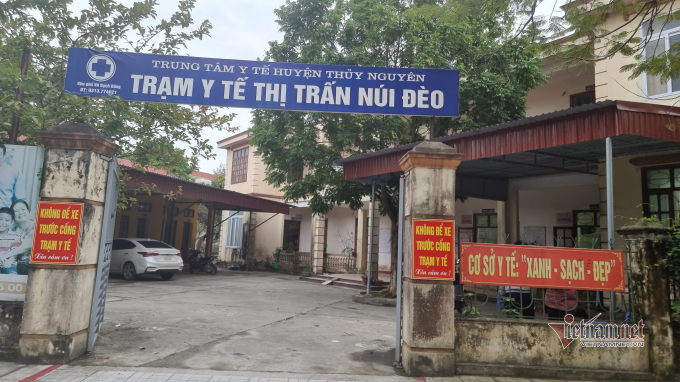 TRUNG TÂM Y TẾ HUYỆN THỦY NGUYÊN
TRẠM Y TẾ THỊ TRẤN NÚI ĐÈO
KHÔNG ĐỂ XE
TRƯỚC CỔNG
TRẠM Y TẾ
Xin cảm ơn !
KHÔNG ĐỂ XE
TRƯỚC CỔNG
TRẠM Y TẾ
Xin cảm ơn !
CƠ SỞ Y TẾ: "XANH - SẠCH - ĐẸP"
vietnamnet
VIETNAMNET.VN